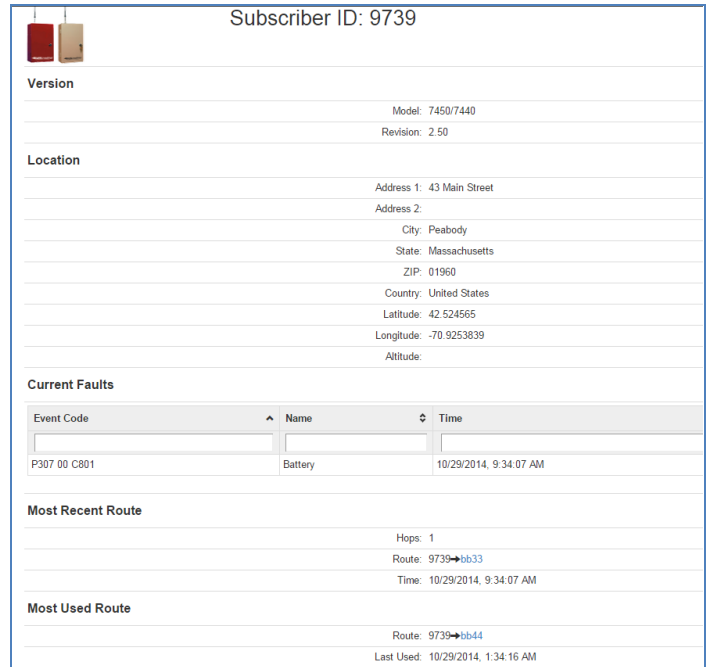 Subscriber ID: 9739
Version
Model: 7450/7440
Revision: 2.50
Location
Address 1: 43 Main Street
Address 2:
City: Peabody
State: Massachusetts
ZIP: 01960
Country: United States
Latitude: 42.524565
Longitude: -70.9253839
Altitude:
Current Faults
Event Code Name Time
P307 00 C801 Battery 10/29/2014, 9:34:07 AM
Most Recent Route
Hops: 1
Route: 9739➔bb33
Time: 10/29/2014, 9:34:07 AM
Most Used Route
Route: 9739➔bb44
Last Used: 10/29/2014, 1:34:16 AM